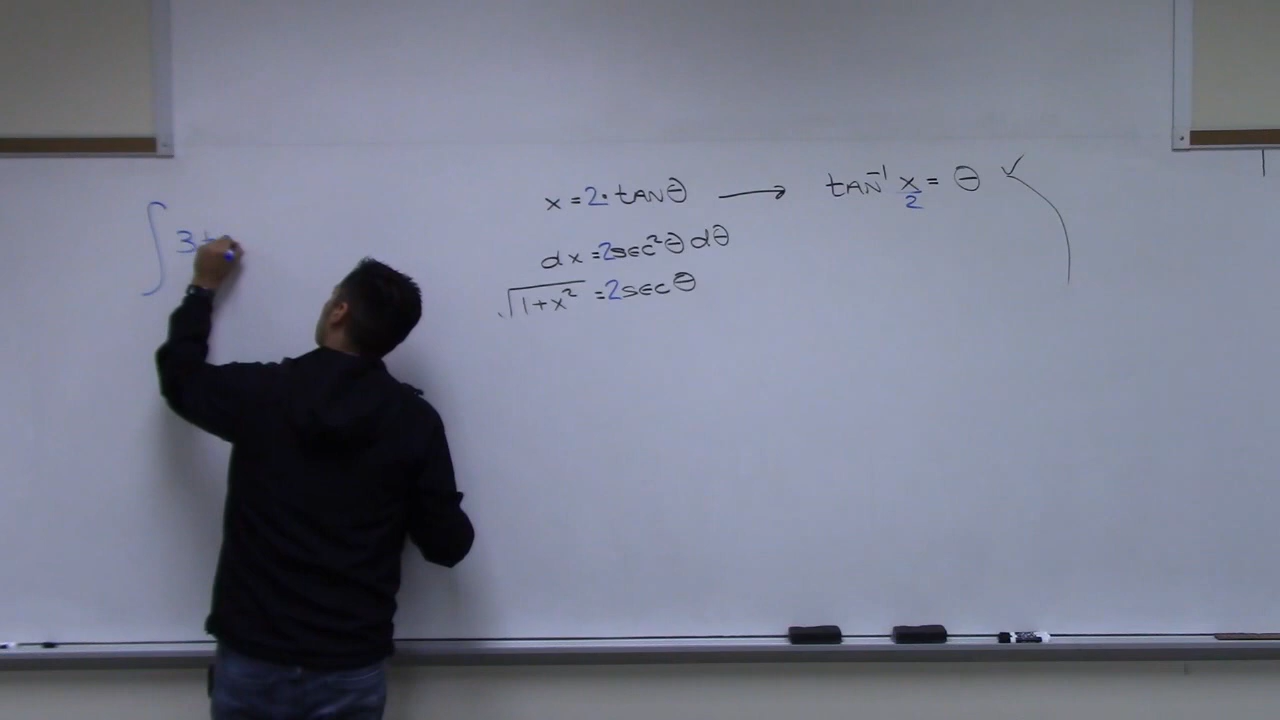 ∫ 3
x = 2 · tanθ → tan⁻¹ x/2 = θ ✓
dx = 2sec²θ dθ
√1+x² = 2secθ